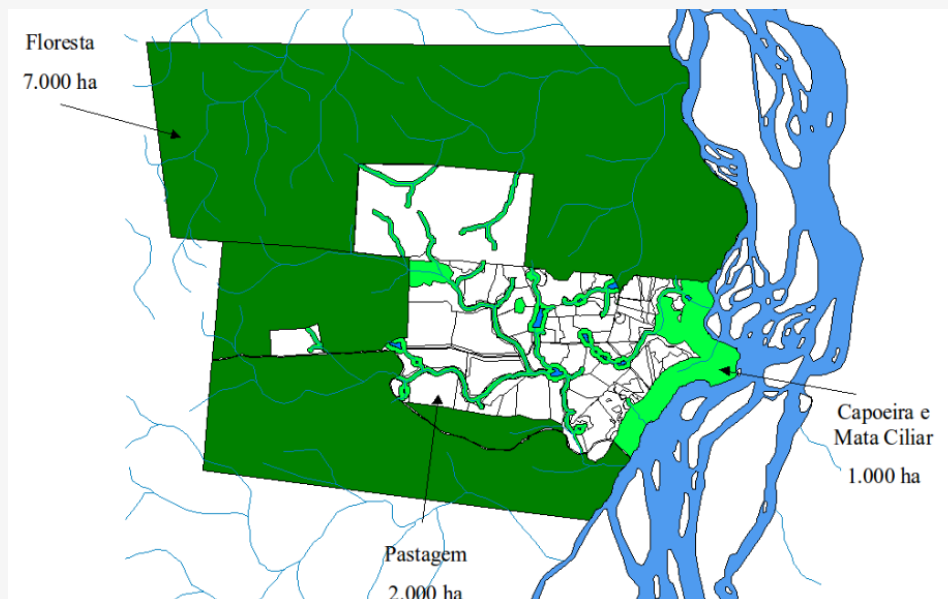 Floresta
7.000 ha
Capoeira e
Mata Ciliar
1.000 ha
Pastagem
2.000 ha